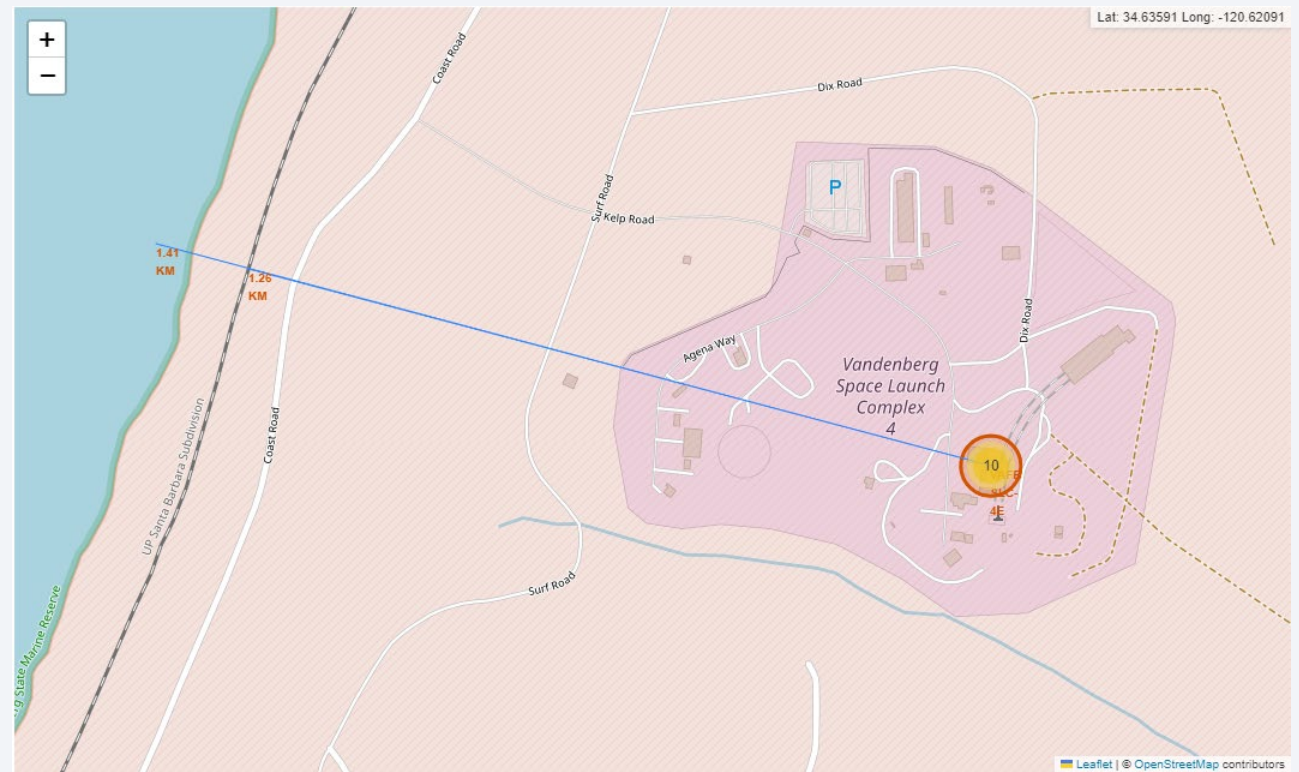 +
−
Lat: 34.63591 Long: -120.62091
Coast Road
Dix Road
P
Surf Road
Kelp Road
1.41
KM
1.26
KM
Dix Road
Agena Way
Vandenberg
Space Launch
Complex
4
10
SLC-
4E
Coast Road
UP Santa Barbara Subdivision
Surf Road
State Marine Reserve
Leaflet | © OpenStreetMap contributors